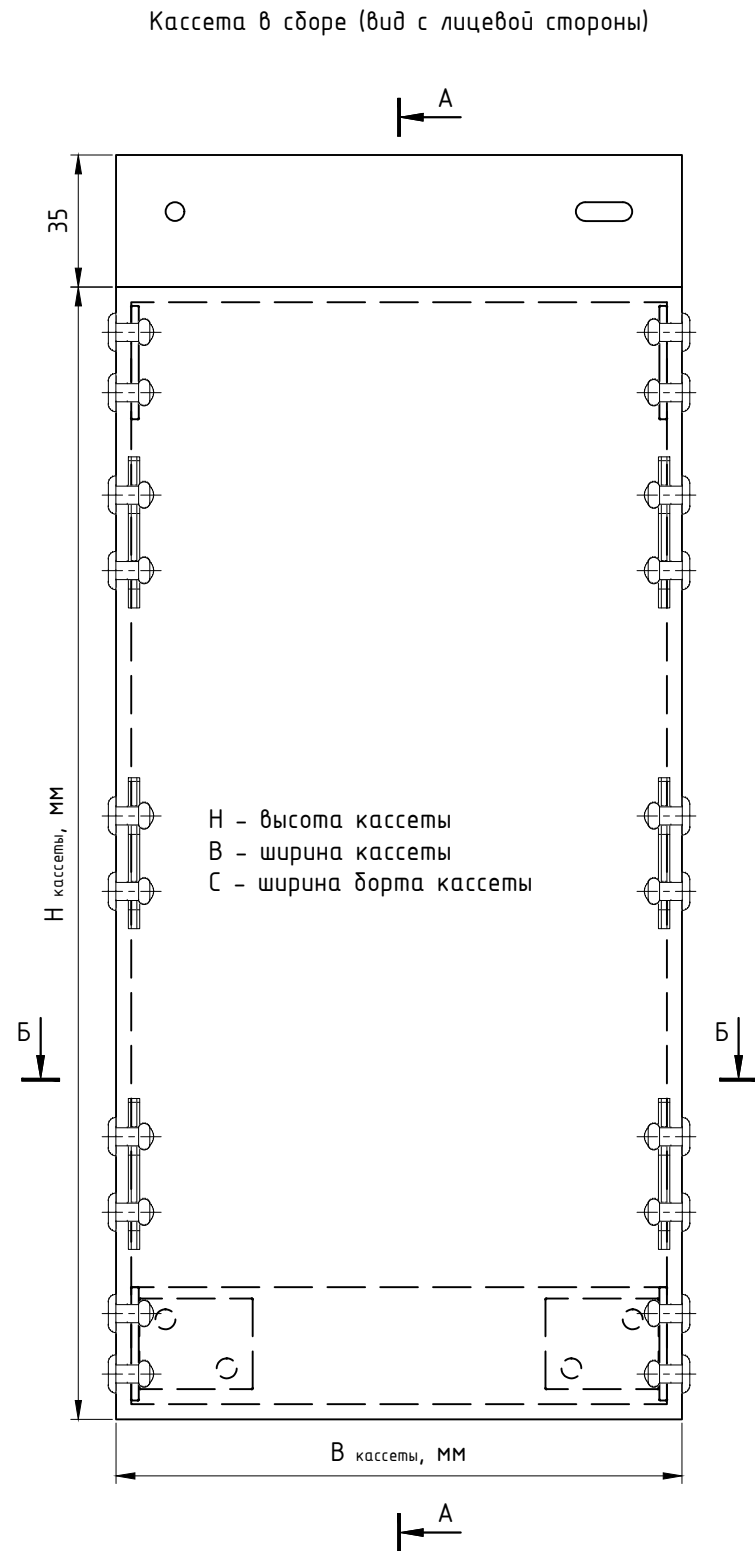 Кассета в сборе (вид с лицевой стороны)
А
35
Н кассеты, мм
Н - высота кассеты
В - ширина кассеты
С - ширина борта кассеты
Б
Б
В кассеты, мм
А